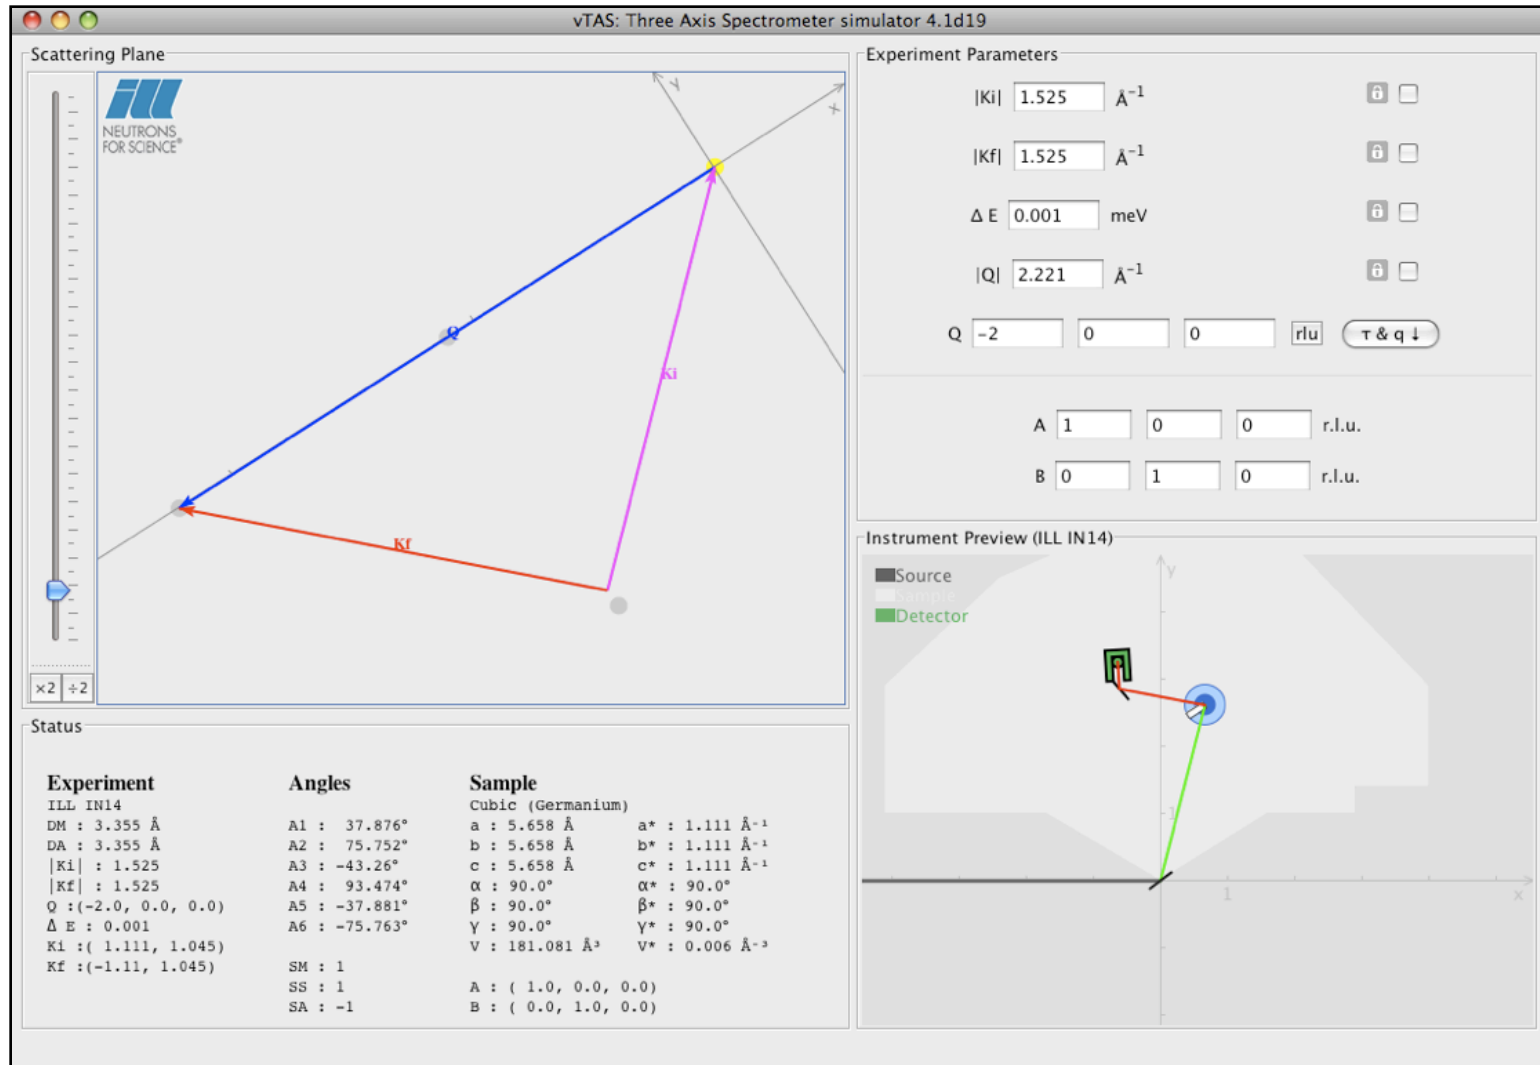 vTAS: Three Axis Spectrometer simulator 4.1d19
Scattering Plane
ill
NEUTRONS
FOR SCIENCE®
y
x
Q
Ki
Kf
×2 ÷2
Experiment Parameters
|Ki| 1.525 Å⁻¹
|Kf| 1.525 Å⁻¹
Δ E 0.001 meV
|Q| 2.221 Å⁻¹
Q -2 0 0 rlu τ & q ↓
A 1 0 0 r.l.u.
B 0 1 0 r.l.u.
Instrument Preview (ILL IN14)
Source
Sample
Detector
y
1
1
x
Status
Experiment Angles Sample
ILL IN14 Cubic (Germanium)
DM : 3.355 Å A1 : 37.876° a : 5.658 Å a* : 1.111 Å⁻¹
DA : 3.355 Å A2 : 75.752° b : 5.658 Å b* : 1.111 Å⁻¹
|Ki| : 1.525 A3 : -43.26° c : 5.658 Å c* : 1.111 Å⁻¹
|Kf| : 1.525 A4 : 93.474° α : 90.0° α* : 90.0°
Q :(-2.0, 0.0, 0.0) A5 : -37.881° β : 90.0° β* : 90.0°
Δ E : 0.001 A6 : -75.763° γ : 90.0° γ* : 90.0°
Ki :( 1.111, 1.045) V : 181.081 Å³ V* : 0.006 Å⁻³
Kf :(-1.11, 1.045) SM : 1
SS : 1 A : ( 1.0, 0.0, 0.0)
SA : -1 B : ( 0.0, 1.0, 0.0)